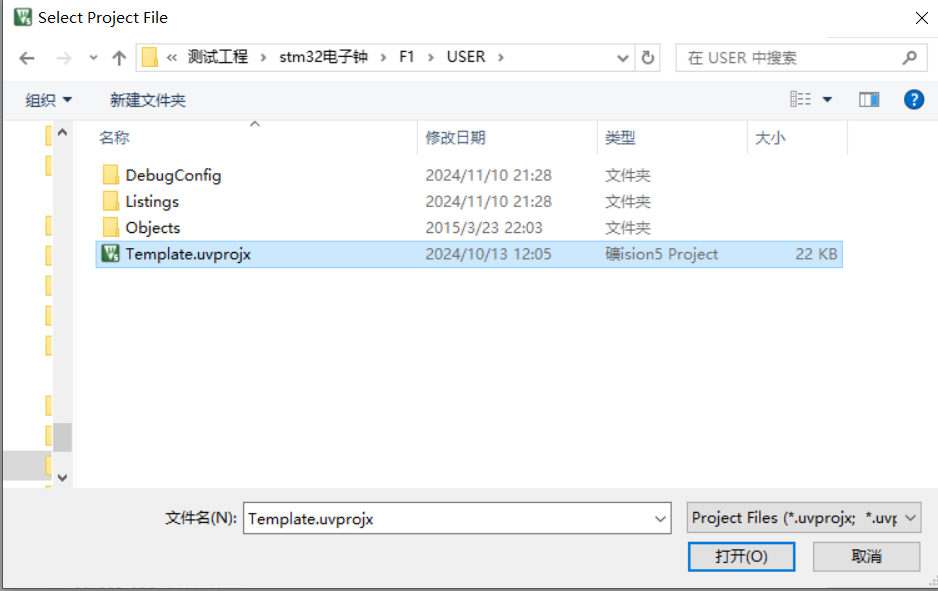 Select Project File
« 测试工程 › stm32电子钟 › F1 › USER ›
在 USER 中搜索
组织 新建文件夹
名称 修改日期 类型 大小
DebugConfig 2024/11/10 21:28 文件夹
Listings 2024/11/10 21:28 文件夹
Objects 2015/3/23 22:03 文件夹
Template.uvprojx 2024/10/13 12:05 礦ision5 Project 22 KB
文件名(N): Template.uvprojx Project Files (*.uvprojx; *.uvp
打开(O) 取消